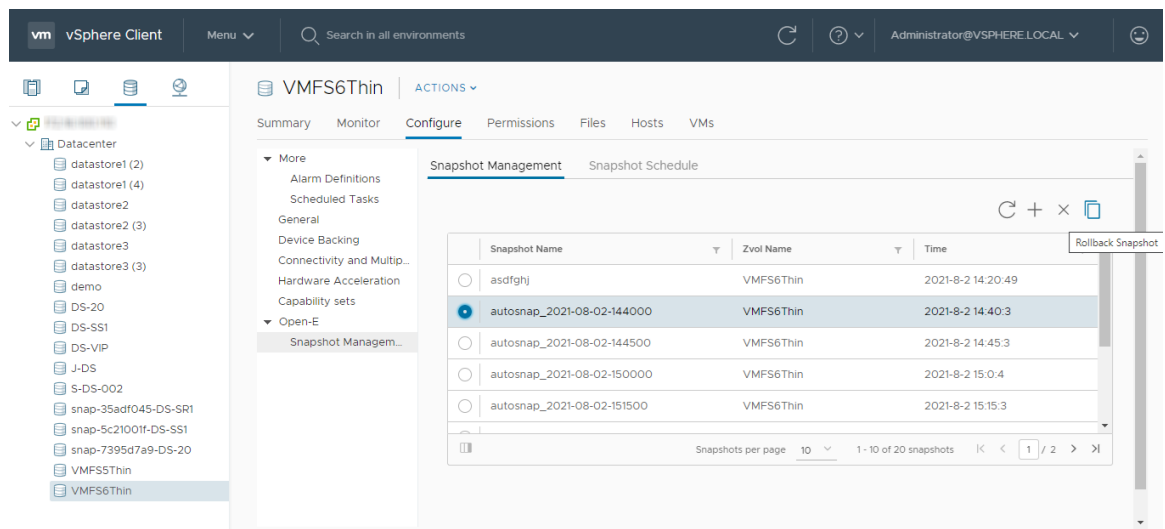 vm vSphere Client Menu Search in all environments Administrator@VSPHERE.LOCAL
VMFS6Thin ACTIONS
Summary Monitor Configure Permissions Files Hosts VMs
Datacenter
datastore1 (2)
datastore1 (4)
datastore2
datastore2 (3)
datastore3
datastore3 (3)
demo
DS-20
DS-SS1
DS-VIP
J-DS
S-DS-002
snap-35adf045-DS-SR1
snap-5c21001f-DS-SS1
snap-7395d7a9-DS-20
VMFS5Thin
VMFS6Thin
More
Alarm Definitions
Scheduled Tasks
General
Device Backing
Connectivity and Multip...
Hardware Acceleration
Capability sets
Open-E
Snapshot Managem...
Snapshot Management Snapshot Schedule
Rollback Snapshot
Snapshot Name Zvol Name Time
asdfghj VMFS6Thin 2021-8-2 14:20:49
autosnap_2021-08-02-144000 VMFS6Thin 2021-8-2 14:40:3
autosnap_2021-08-02-144500 VMFS6Thin 2021-8-2 14:45:3
autosnap_2021-08-02-150000 VMFS6Thin 2021-8-2 15:0:4
autosnap_2021-08-02-151500 VMFS6Thin 2021-8-2 15:15:3
Snapshots per page 10 1 - 10 of 20 snapshots 1 / 2